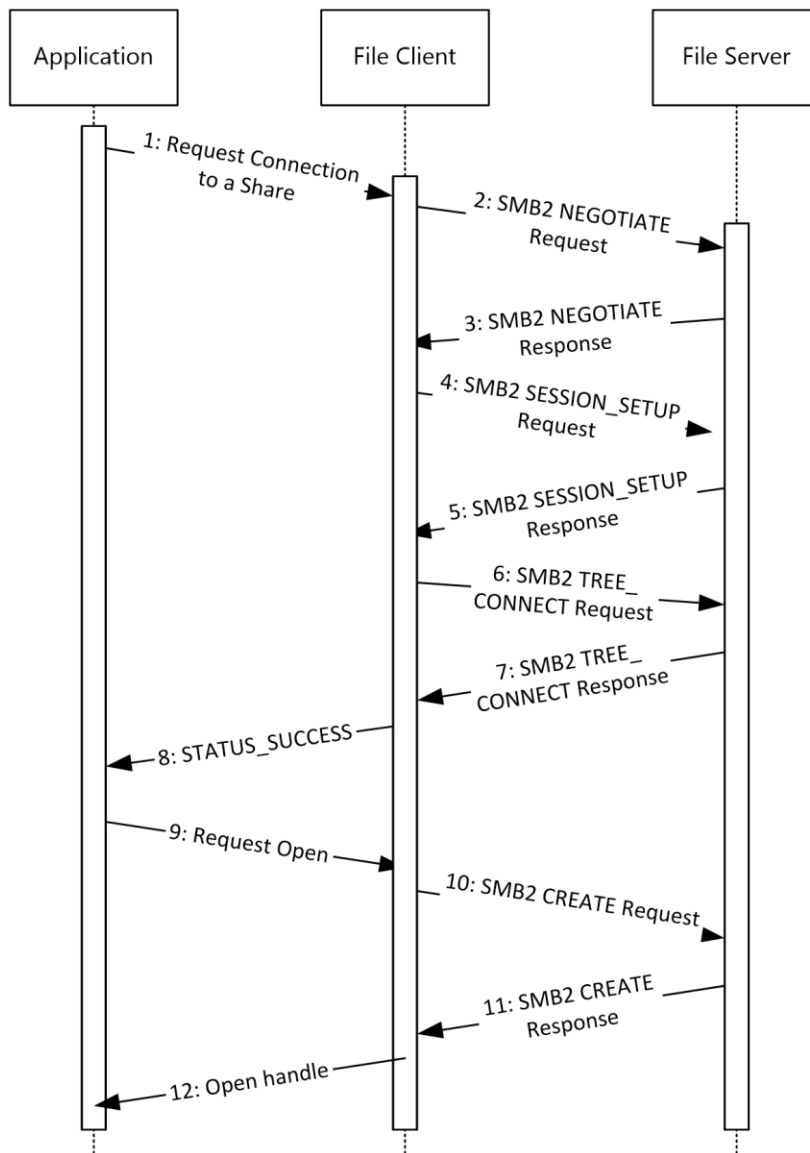 Application
File Client
File Server
1: Request Connection
to a Share
2: SMB2 NEGOTIATE
Request
3: SMB2 NEGOTIATE
Response
4: SMB2 SESSION_SETUP
Request
5: SMB2 SESSION_SETUP
Response
6: SMB2 TREE_
CONNECT Request
7: SMB2 TREE_
CONNECT Response
8: STATUS_SUCCESS
9: Request Open
10: SMB2 CREATE Request
11: SMB2 CREATE
Response
12: Open handle